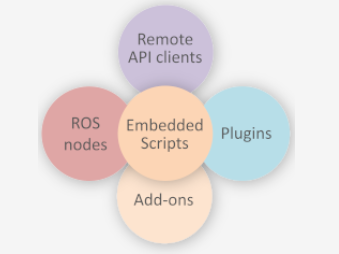 Remote
API clients
ROS
nodes
Embedded
Scripts
Plugins
Add-ons